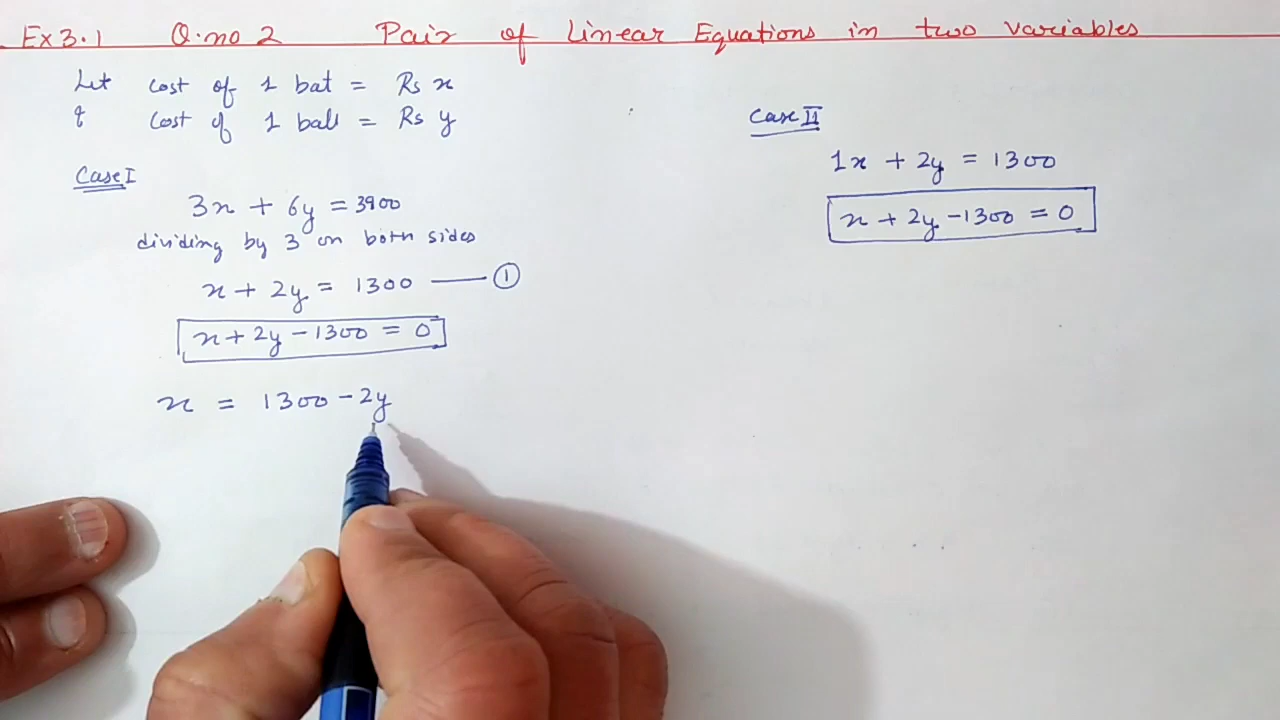 Ex 3.1 Q.no 2 Pair of Linear Equations in two variables
Let cost of 1 bat = Rs x
& cost of 1 ball = Rs y
Case I
3x + 6y = 3900
dividing by 3 on both sides
x + 2y = 1300 —— ①
x + 2y - 1300 = 0
x = 1300 - 2y
Case II
1x + 2y = 1300
x + 2y - 1300 = 0